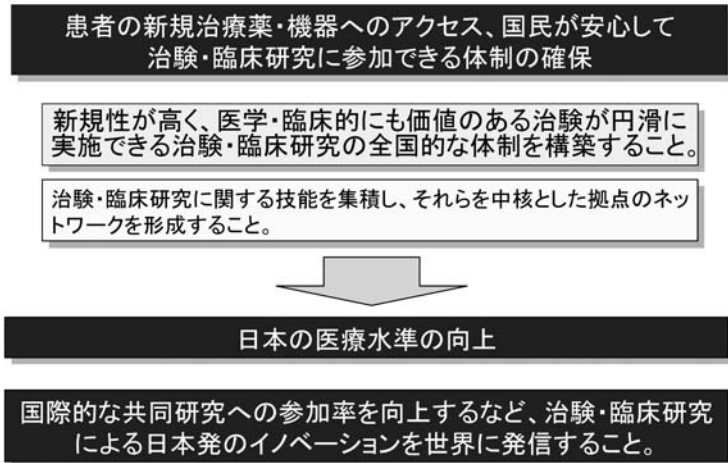 患者の新規治療薬・機器へのアクセス、国民が安心して
治験・臨床研究に参加できる体制の確保
新規性が高く、医学・臨床的にも価値のある治験が円滑に
実施できる治験・臨床研究の全国的な体制を構築すること。
治験・臨床研究に関する技能を集積し、それらを中核とした拠点のネッ
トワークを形成すること。
日本の医療水準の向上
国際的な共同研究への参加率を向上するなど、治験・臨床研究
による日本発のイノベーションを世界に発信すること。